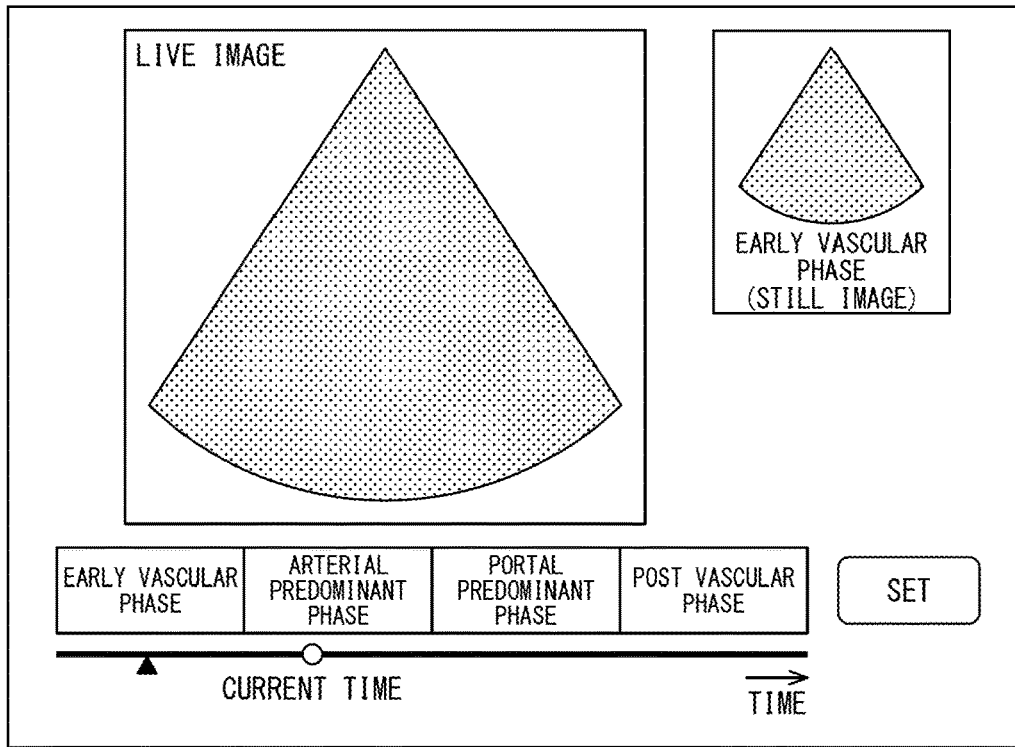 LIVE IMAGE
EARLY VASCULAR
PHASE
(STILL IMAGE)
EARLY VASCULAR
PHASE
ARTERIAL
PREDOMINANT
PHASE
PORTAL
PREDOMINANT
PHASE
POST VASCULAR
PHASE
SET
CURRENT TIME
TIME